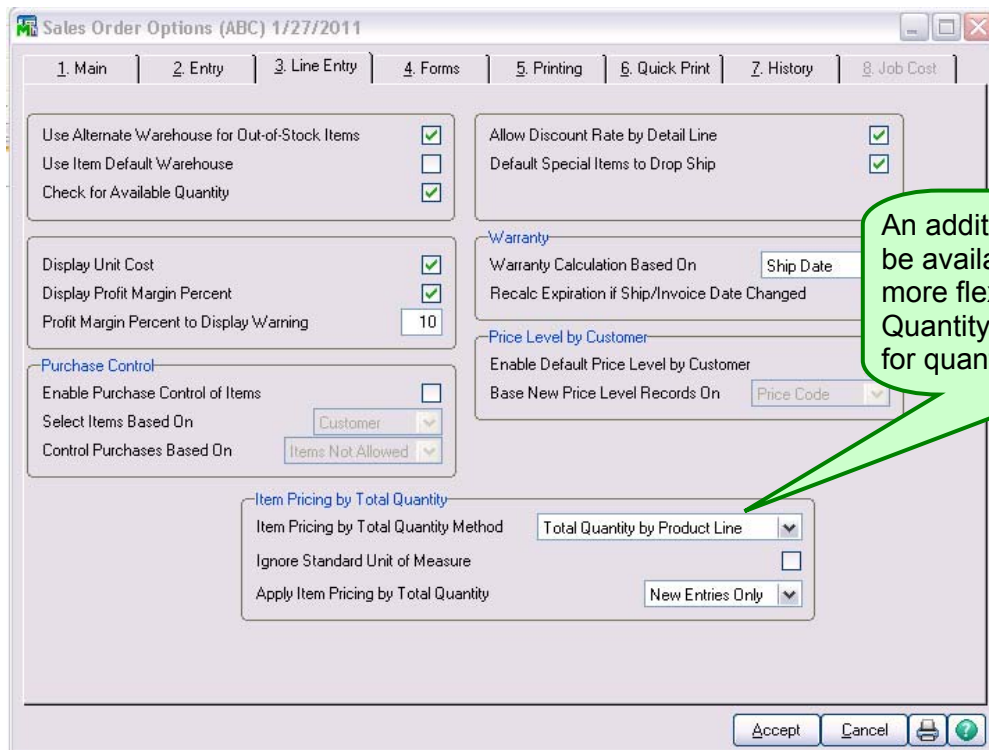 Sales Order Options (ABC) 1/27/2011
1. Main
2. Entry
3. Line Entry
4. Forms
5. Printing
6. Quick Print
7. History
8. Job Cost
Use Alternate Warehouse for Out-of-Stock Items
Use Item Default Warehouse
Check for Available Quantity
Allow Discount Rate by Detail Line
Default Special Items to Drop Ship
Display Unit Cost
Display Profit Margin Percent
Profit Margin Percent to Display Warning 10
Warranty
Warranty Calculation Based On Ship Date
Recalc Expiration if Ship/Invoice Date Changed
Price Level by Customer
Enable Default Price Level by Customer
Base New Price Level Records On Price Code
Purchase Control
Enable Purchase Control of Items
Select Items Based On Customer
Control Purchases Based On Items Not Allowed
Item Pricing by Total Quantity
Item Pricing by Total Quantity Method Total Quantity by Product Line
Ignore Standard Unit of Measure
Apply Item Pricing by Total Quantity New Entries Only
An addit
be availa
more fle
Quantity
for quan
Accept
Cancel